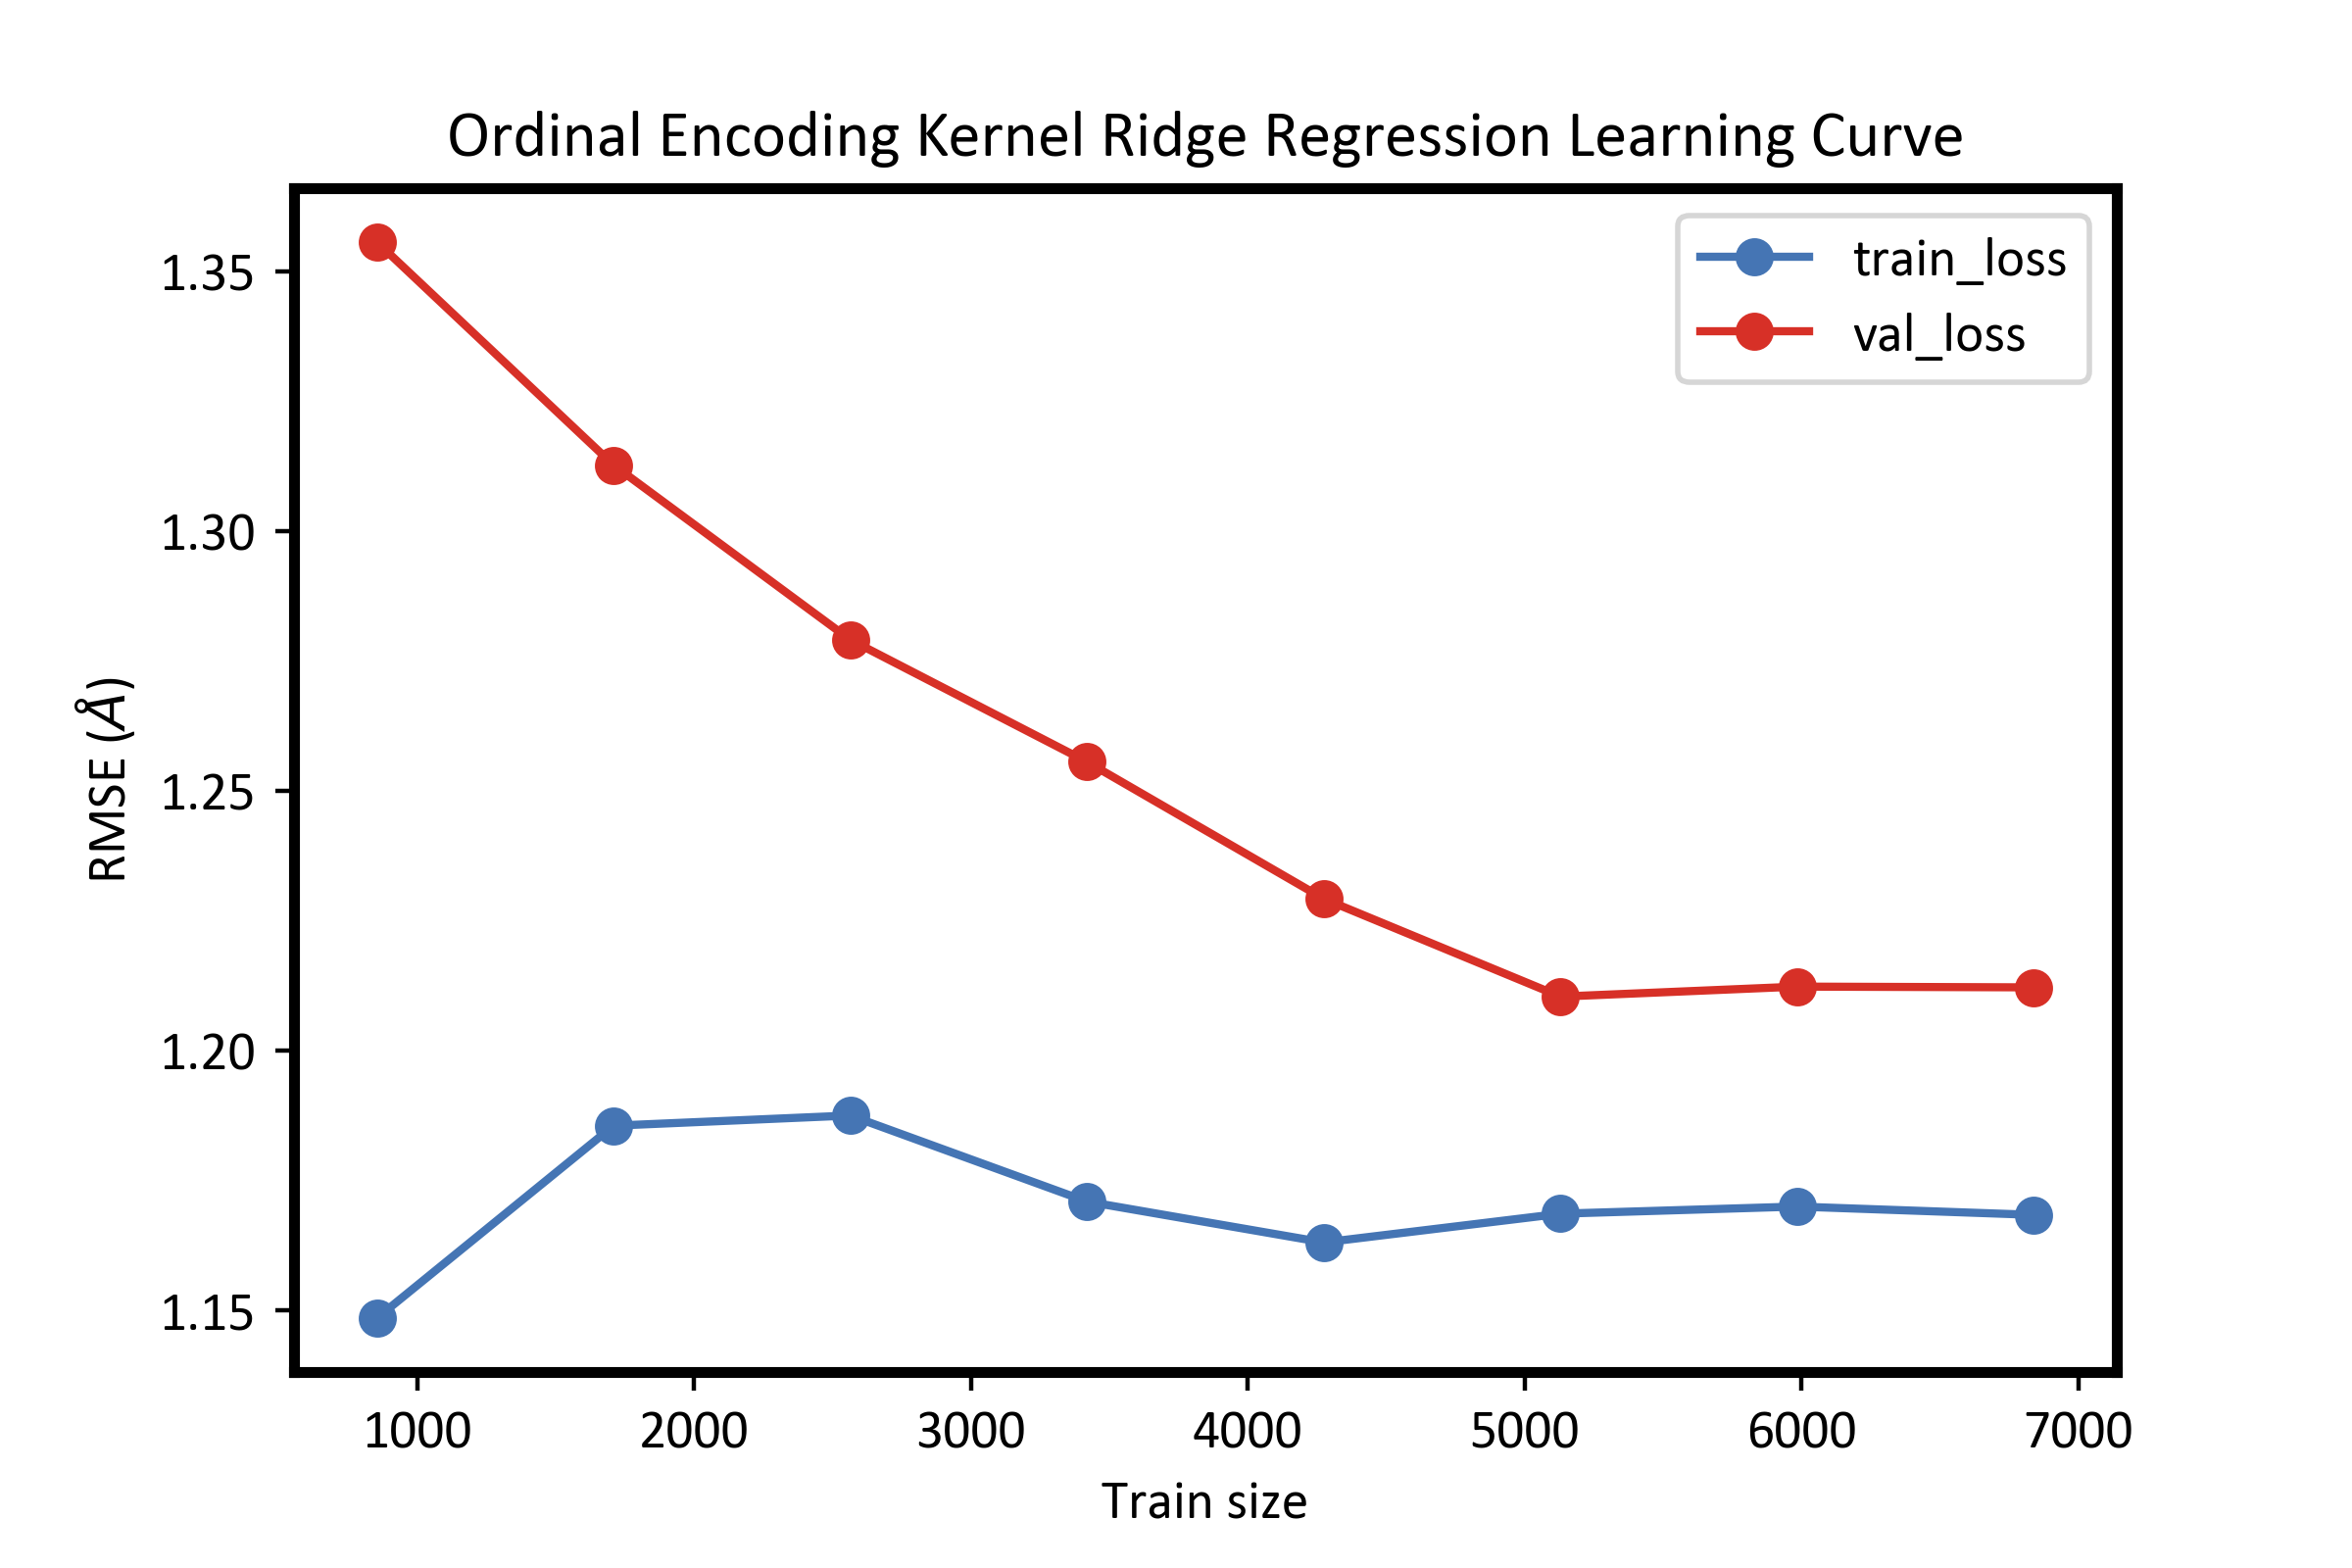 Ordinal Encoding Kernel Ridge Regression Learning Curve
train_loss
val_loss
RMSE (Å)
1.35
1.30
1.25
1.20
1.15
1000 2000 3000 4000 5000 6000 7000
Train size